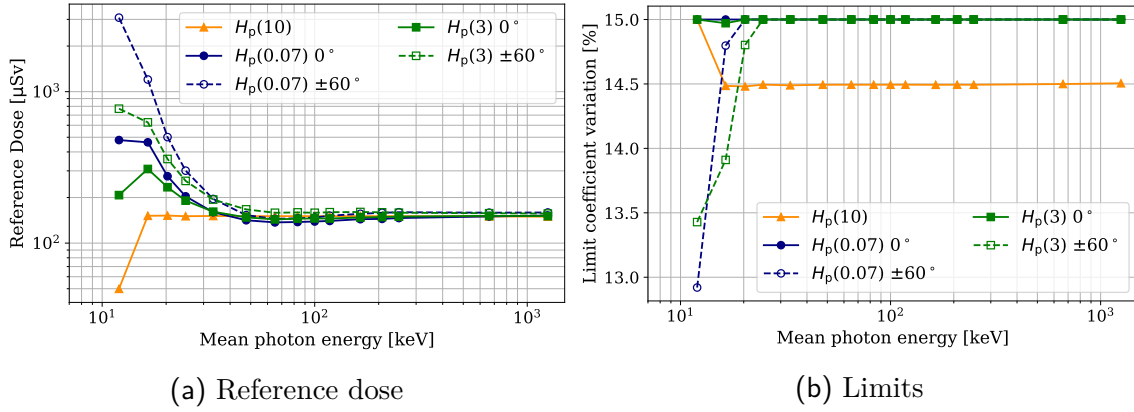 Reference Dose [µSv]
10³
10²
Hp(10)
Hp(0.07) 0°
Hp(0.07) ±60°
Hp(3) 0°
Hp(3) ±60°
10¹ 10² 10³
Mean photon energy [keV]
(a) Reference dose
Limit coefficient variation [%]
15.0
14.5
14.0
13.5
13.0
Hp(10)
Hp(0.07) 0°
Hp(0.07) ±60°
Hp(3) 0°
Hp(3) ±60°
10¹ 10² 10³
Mean photon energy [keV]
(b) Limits